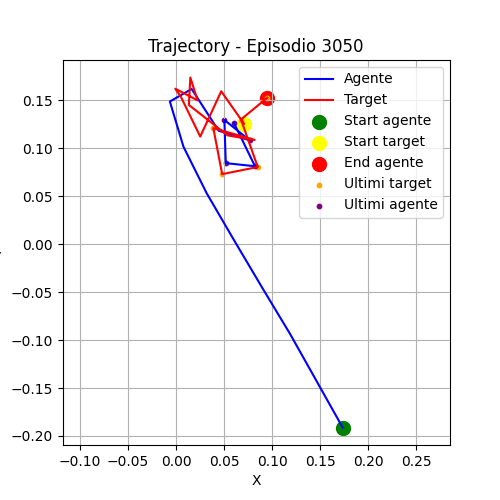 Trajectory - Episodio 3050
Agente
Target
Start agente
Start target
End agente
Ultimi target
Ultimi agente
0.15
0.10
0.05
0.00
−0.05
−0.10
−0.15
−0.20
−0.10
−0.05
0.00
0.05
0.10
0.15
0.20
0.25
X